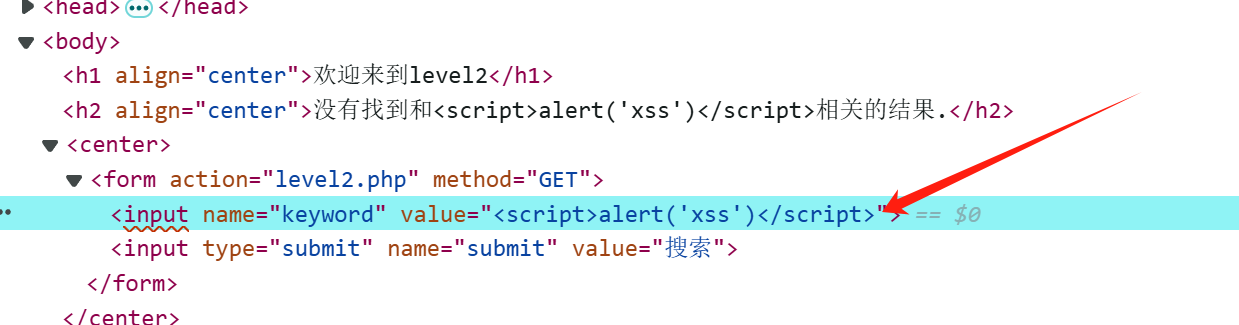 <head> ••• </head>
<body>
<h1 align="center">欢迎来到level2</h1>
<h2 align="center">没有找到和<script>alert('xss')</script>相关的结果.</h2>
<center>
<form action="level2.php" method="GET">
<input name="keyword" value="<script>alert('xss')</script>"> == $0
<input type="submit" name="submit" value="搜索">
</form>
</center>